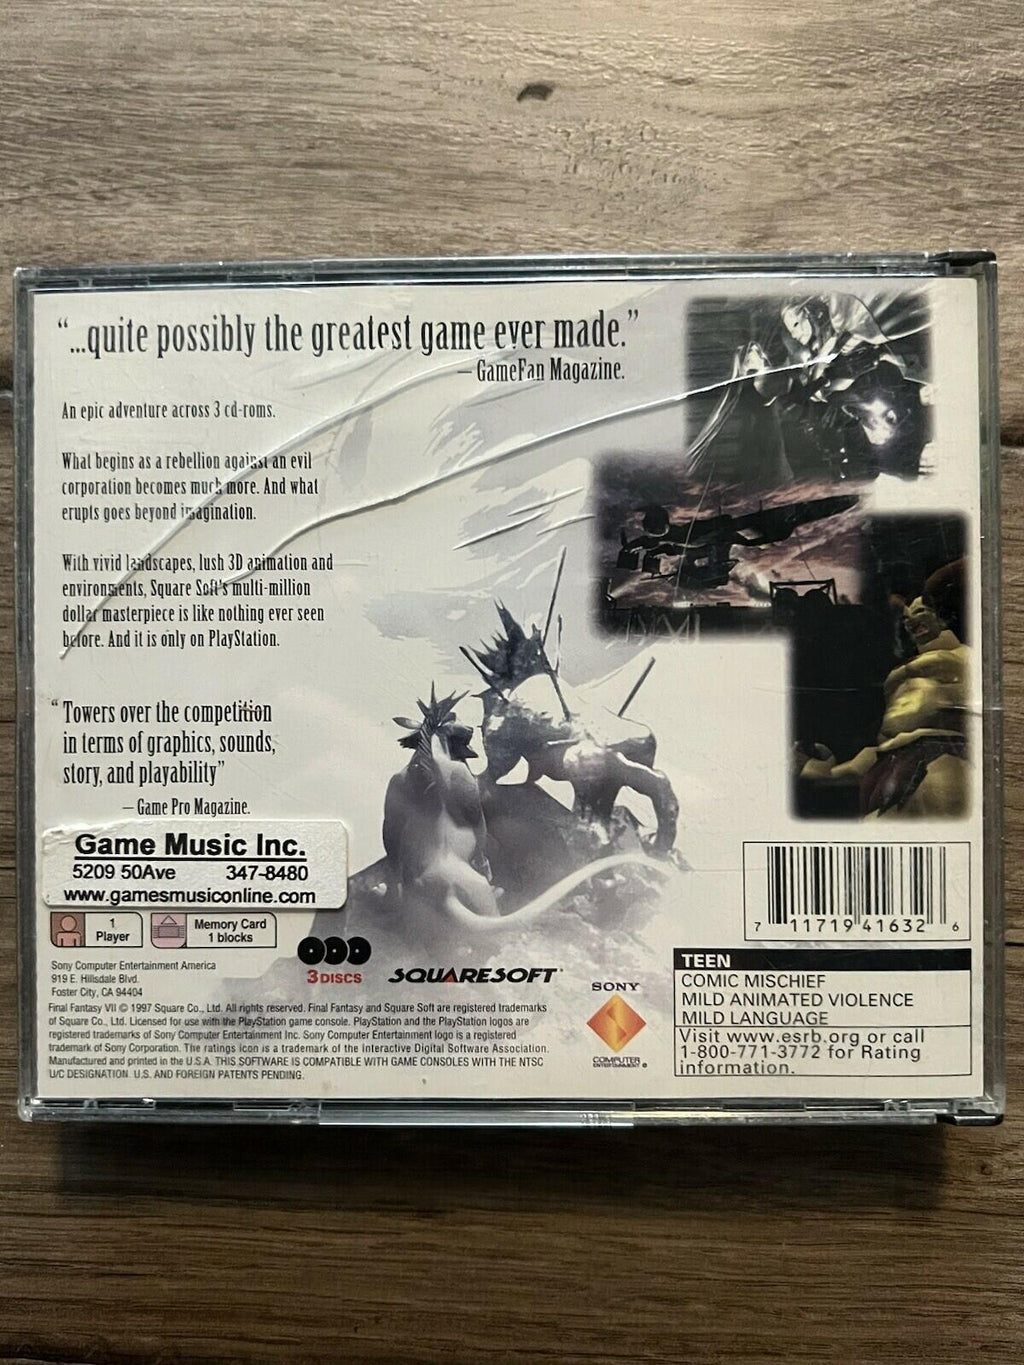 “...quite possibly the greatest game ever made.”
– GameFan Magazine.
An epic adventure across 3 cd-roms.
What begins as a rebellion against an evil
corporation becomes much more. And what
erupts goes beyond imagination.
With vivid landscapes, lush 3D animation and
environments, Square Soft's multi-million
dollar masterpiece is like nothing ever seen
before. And it is only on PlayStation.
“Towers over the competition
in terms of graphics, sounds,
story, and playability”
– Game Pro Magazine.
Game Music Inc.
5209 50Ave 347-8480
www.gamesmusiconline.com
1
Player
Memory Card
1 blocks
3 DISCS
SQUARESOFT
Sony Computer Entertainment America
919 E. Hillsdale Blvd.
Foster City, CA 94404
Final Fantasy VII © 1997 Square Co., Ltd. All rights reserved. Final Fantasy and Square Soft are registered trademarks
of Square Co., Ltd. Licensed for use with the PlayStation game console. PlayStation and the PlayStation logos are
registered trademarks of Sony Computer Entertainment Inc. Sony Computer Entertainment logo is a registered
trademark of Sony Corporation. The ratings icon is a trademark of the Interactive Digital Software Association.
Manufactured and printed in the U.S.A. THIS SOFTWARE IS COMPATIBLE WITH GAME CONSOLES WITH THE NTSC
U/C DESIGNATION. U.S. AND FOREIGN PATENTS PENDING.
SONY
COMPUTER
ENTERTAINMENT ®
7 11719 41632 6
TEEN
COMIC MISCHIEF
MILD ANIMATED VIOLENCE
MILD LANGUAGE
Visit www.esrb.org or call
1-800-771-3772 for Rating
information.